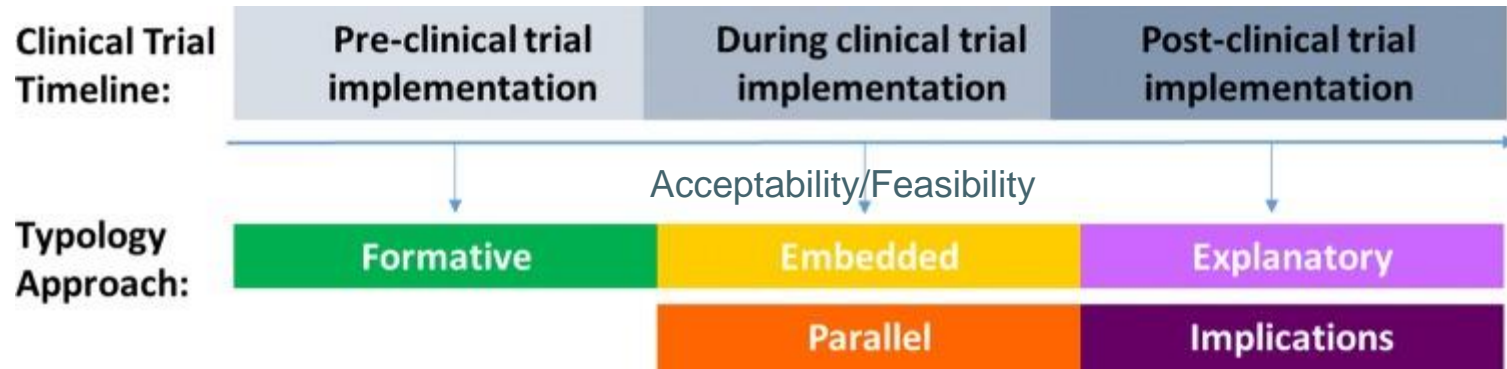 Clinical Trial
Timeline:
Pre-clinical trial
implementation
During clinical trial
implementation
Post-clinical trial
implementation
Acceptability/Feasibility
Typology
Approach:
Formative
Embedded
Explanatory
Parallel
Implications